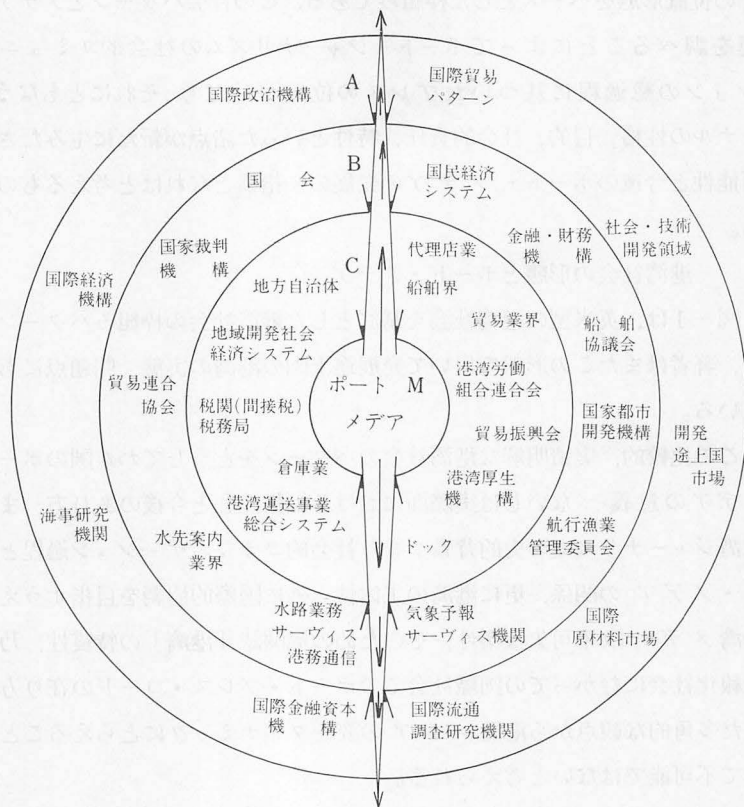 A
国際政治機構
国際貿易
パターン
B
国　会
国民経済
システム
国家裁判
機　構
国際経済
機構
C
地方自治体
代理店業
船舶界
金融・財務
機　構
社会・技術
開発領域
地域開発社会
経済システム
貿易業界
船　舶
協議会
貿易連合
協会
税関(間接税)
税務局
ポート M
メデア
港湾労働
組合連合会
国家都市
開発機構
開発
途上国
市場
貿易振興会
倉庫業
港湾厚生
機　構
港湾運送事業
総合システム
海事研究
機関
水先案内
業界
ドック
航行漁業
管理委員会
水路業務
サーヴィス
港務通信
気象予報
サーヴィス機関
国際
原材料市場
国際金融資本
機　構
国際流通
調査研究機関